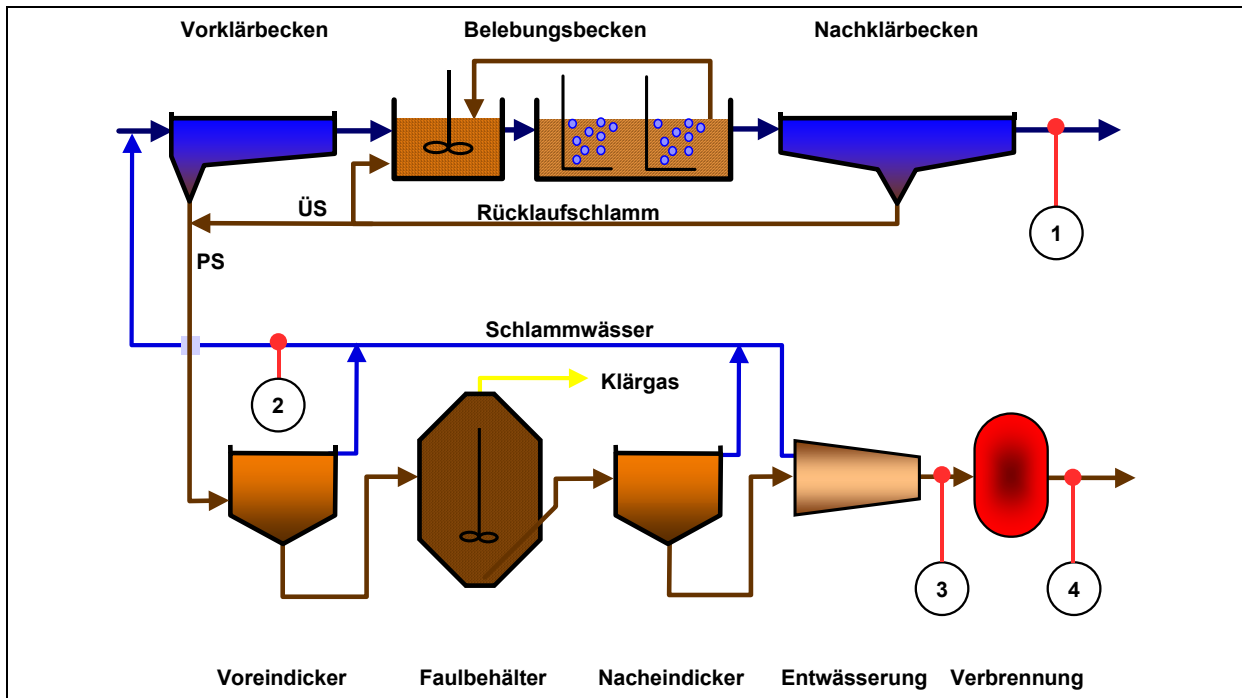 Vorklärbecken
Belebungsbecken
Nachklärbecken
ÜS
Rücklaufschlamm
1
PS
Schlammwässer
Klärgas
2
3
4
Voreindicker
Faulbehälter
Nacheindicker
Entwässerung
Verbrennung